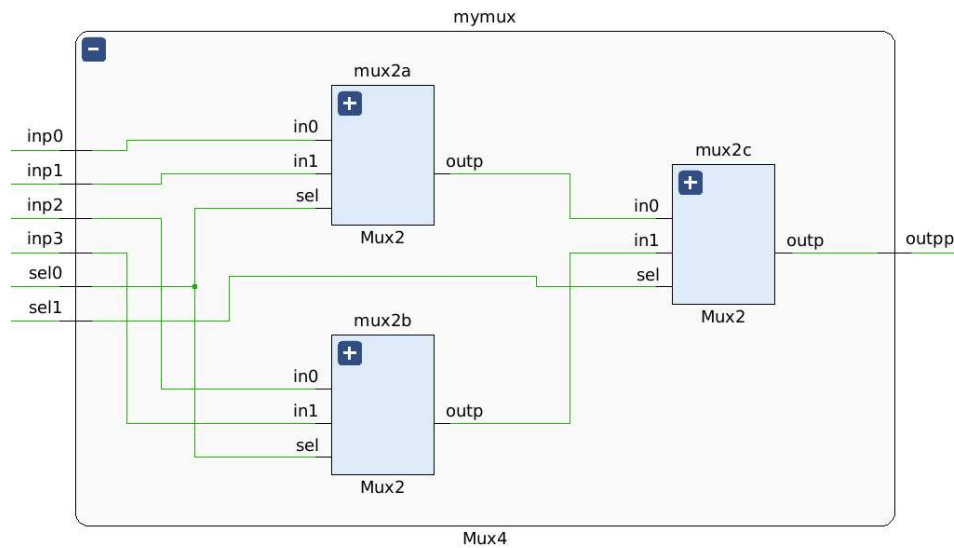 mymux
mux2a
in0
in1
sel
outp
Mux2
inp0
inp1
inp2
inp3
sel0
sel1
mux2b
in0
in1
sel
outp
Mux2
mux2c
in0
in1
sel
outp
Mux2
outpp
Mux4